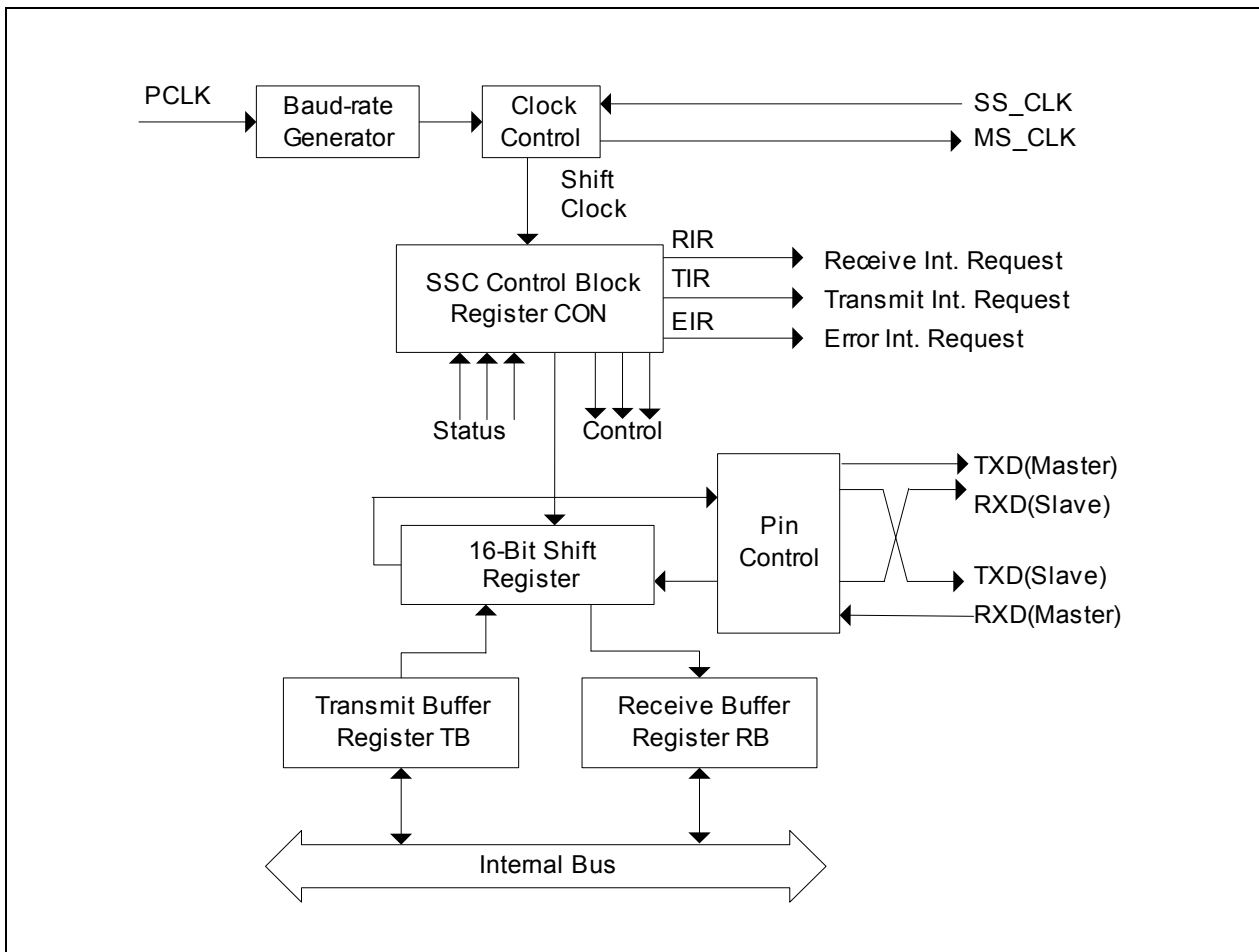 PCLK
Baud-rate
Generator
Clock
Control
SS_CLK
MS_CLK
Shift
Clock
SSC Control Block
Register CON
RIR
TIR
EIR
Receive Int. Request
Transmit Int. Request
Error Int. Request
Status
Control
16-Bit Shift
Register
Pin
Control
TXD(Master)
RXD(Slave)
TXD(Slave)
RXD(Master)
Transmit Buffer
Register TB
Receive Buffer
Register RB
Internal Bus